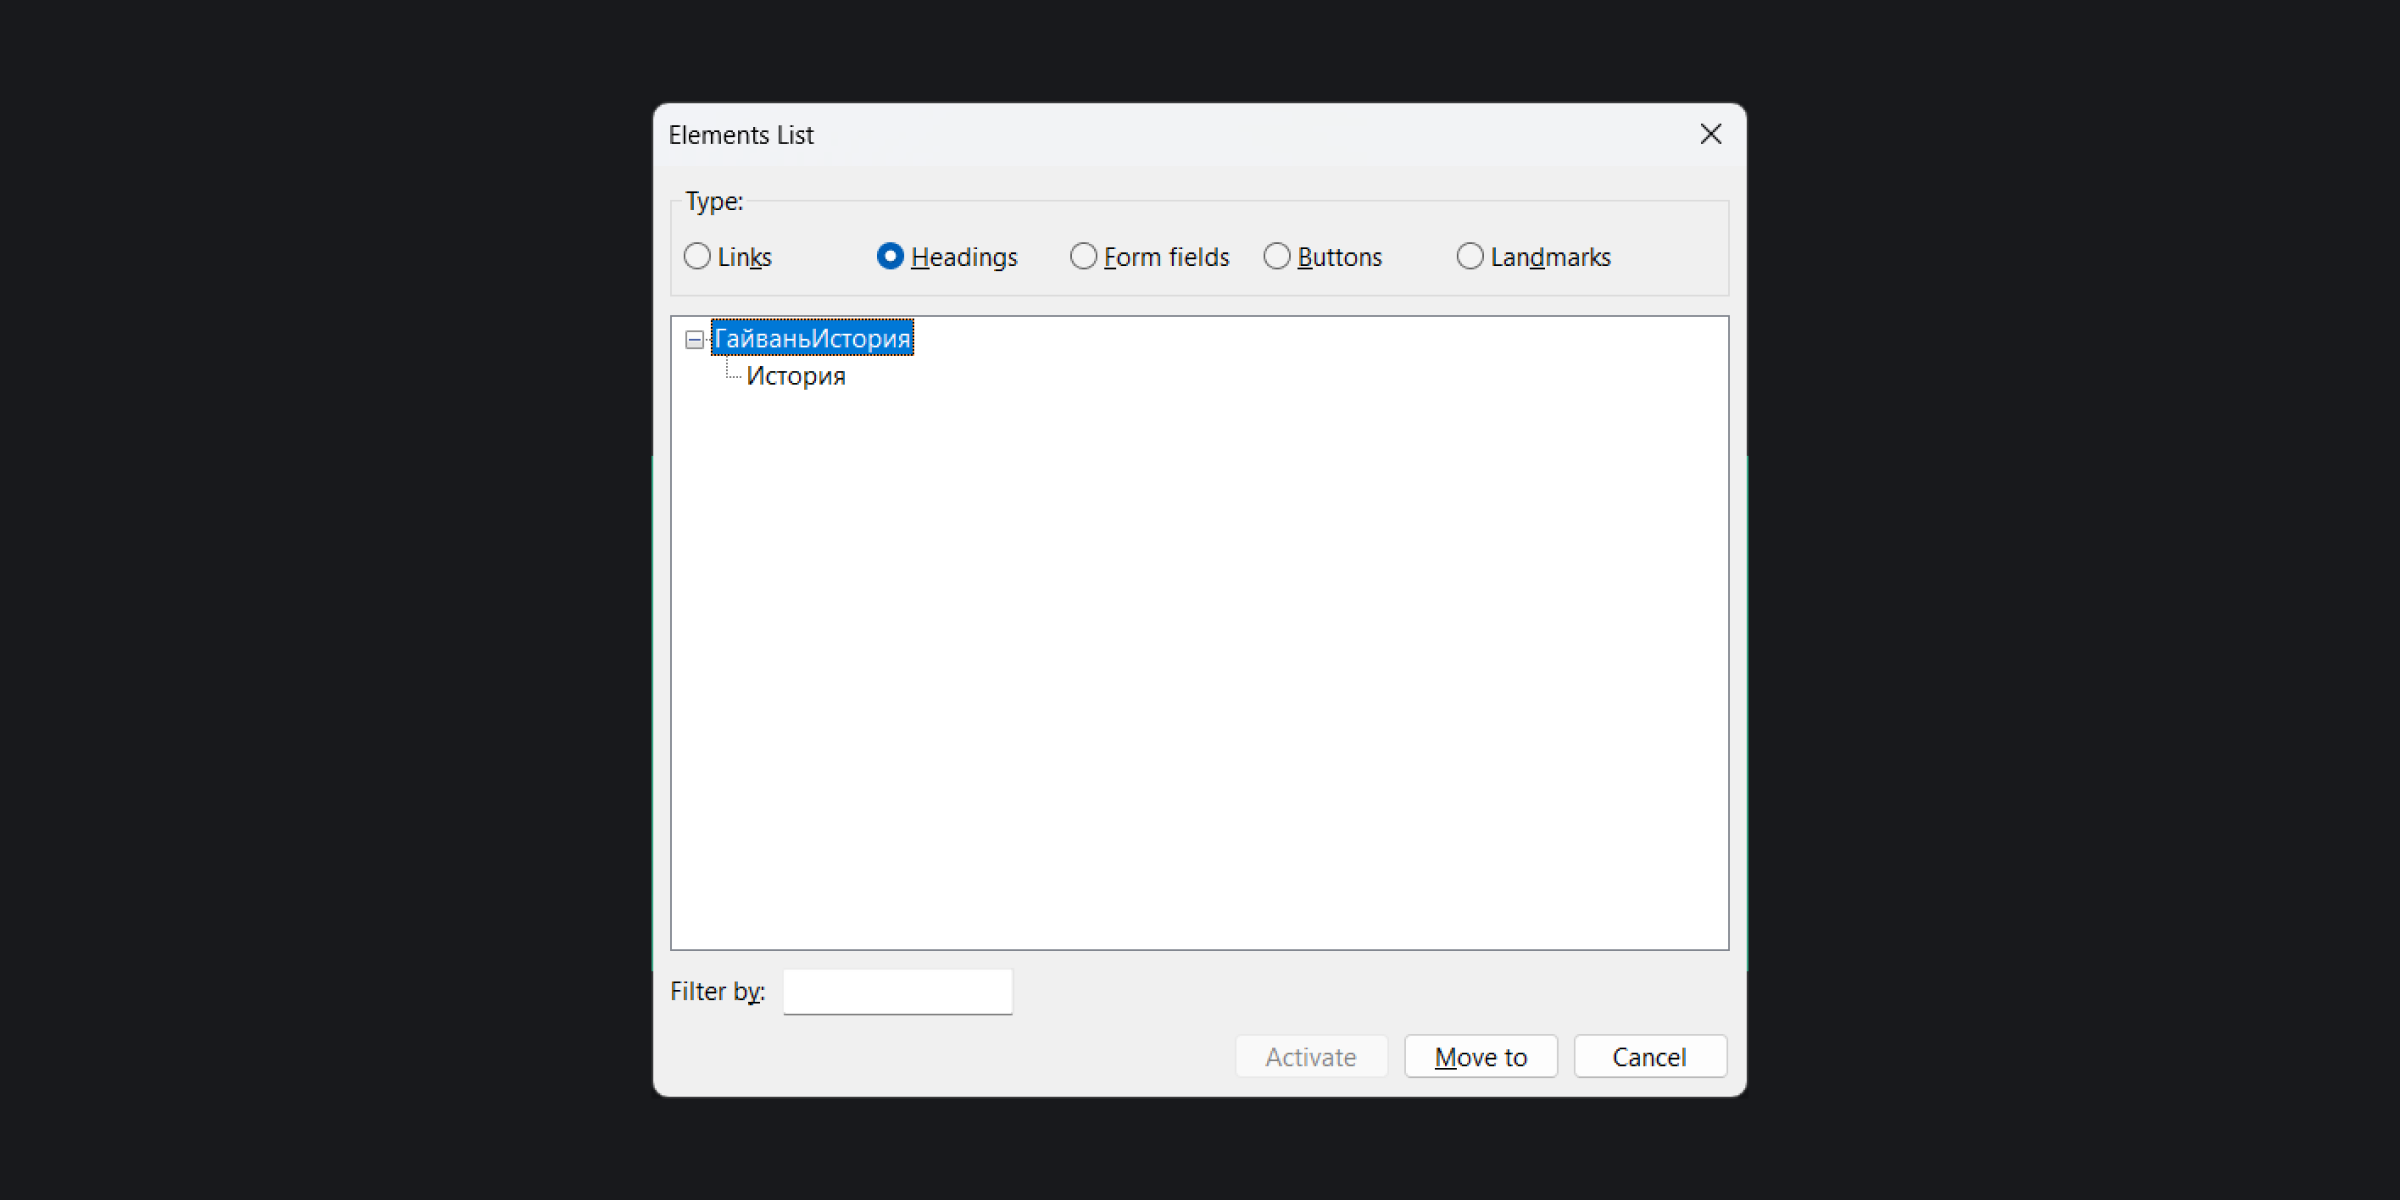 Elements List
Type:
Links Headings Form fields Buttons Landmarks
ГайваньИстория
История
Filter by:
Activate Move to Cancel